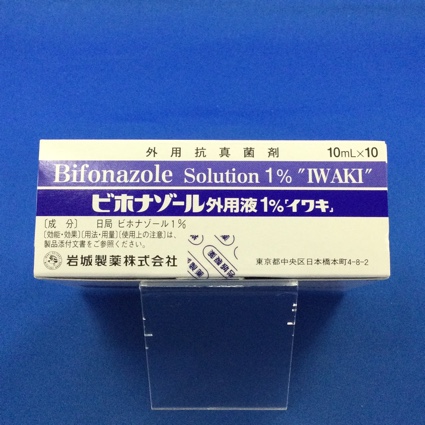 外用抗真菌剤 10mL×10
Bifonazole Solution 1% "IWAKI"
ビホナゾール外用液1%「イワキ」
〔成 分〕 日局 ビホナゾール1%
〔効能・効果〕〔用法・用量〕〔使用上の注意〕は、
製品添付文書をご参照ください。
岩城製薬株式会社
東京都中央区日本橋本町4-8-2